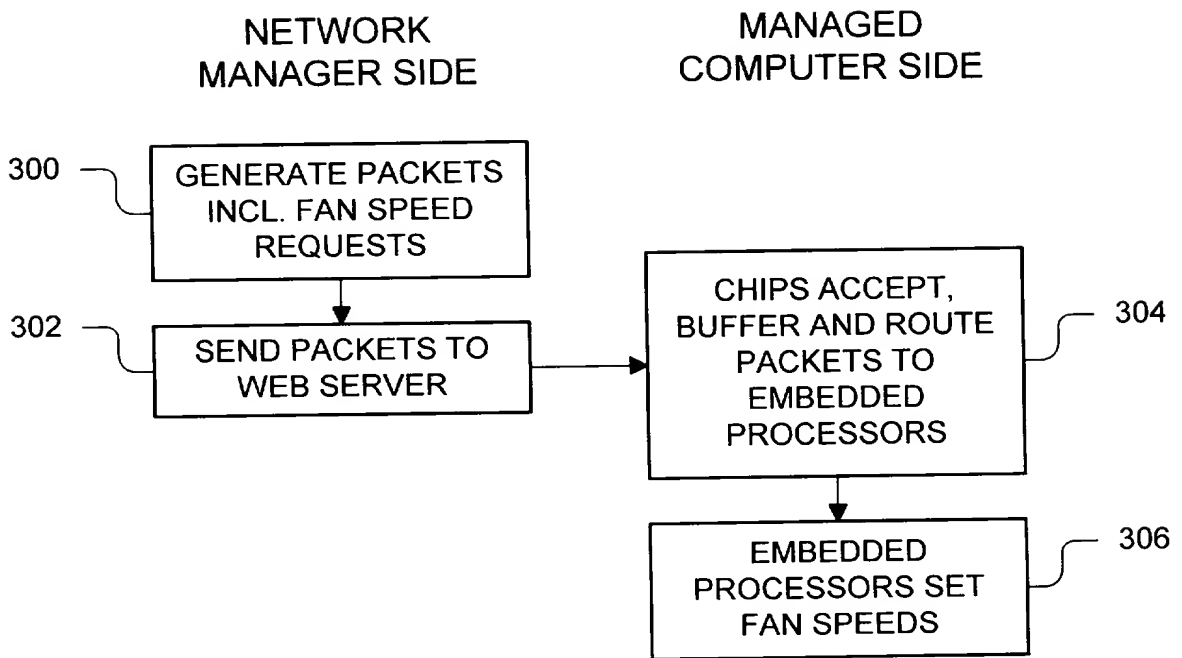 NETWORK
MANAGER SIDE
MANAGED
COMPUTER SIDE
300
GENERATE PACKETS
INCL. FAN SPEED
REQUESTS
302
SEND PACKETS TO
WEB SERVER
CHIPS ACCEPT,
BUFFER AND ROUTE
PACKETS TO
EMBEDDED
PROCESSORS
304
EMBEDDED
PROCESSORS SET
FAN SPEEDS
306